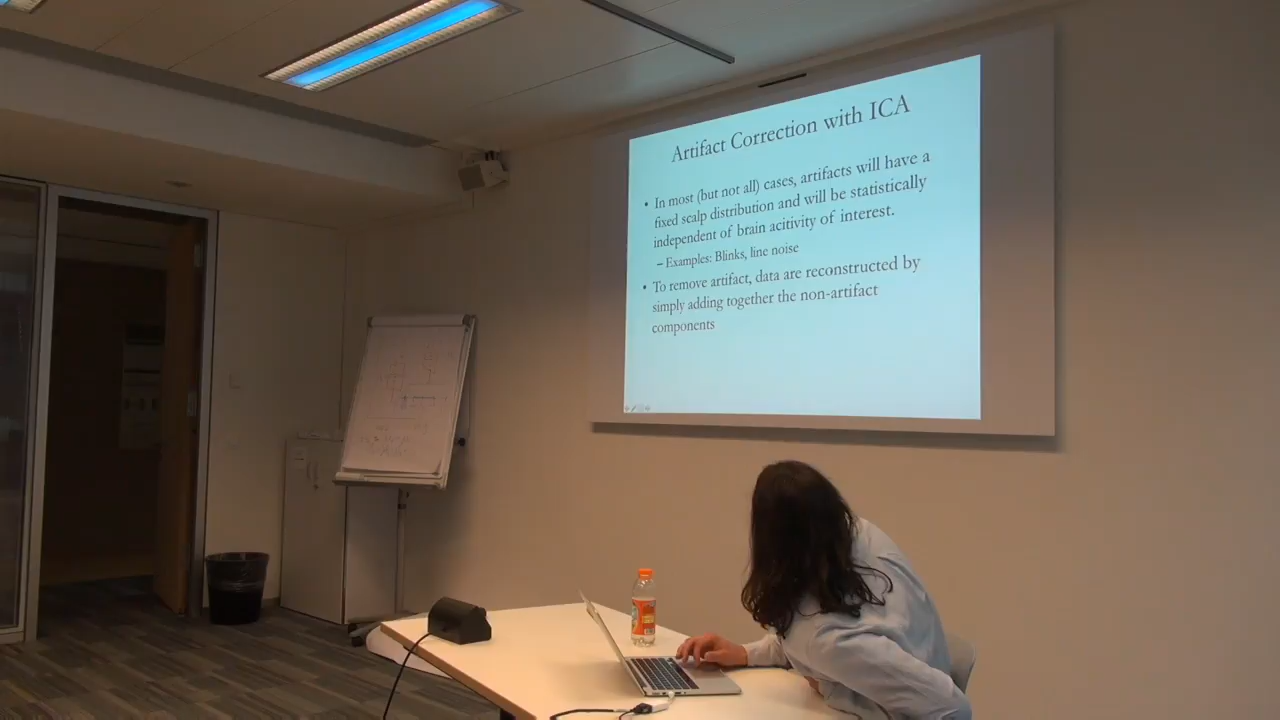 Artifact Correction with ICA
• In most (but not all) cases, artifacts will have a
fixed scalp distribution and will be statistically
independent of brain acitivity of interest.
– Examples: Blinks, line noise
• To remove artifact, data are reconstructed by
simply adding together the non-artifact
components